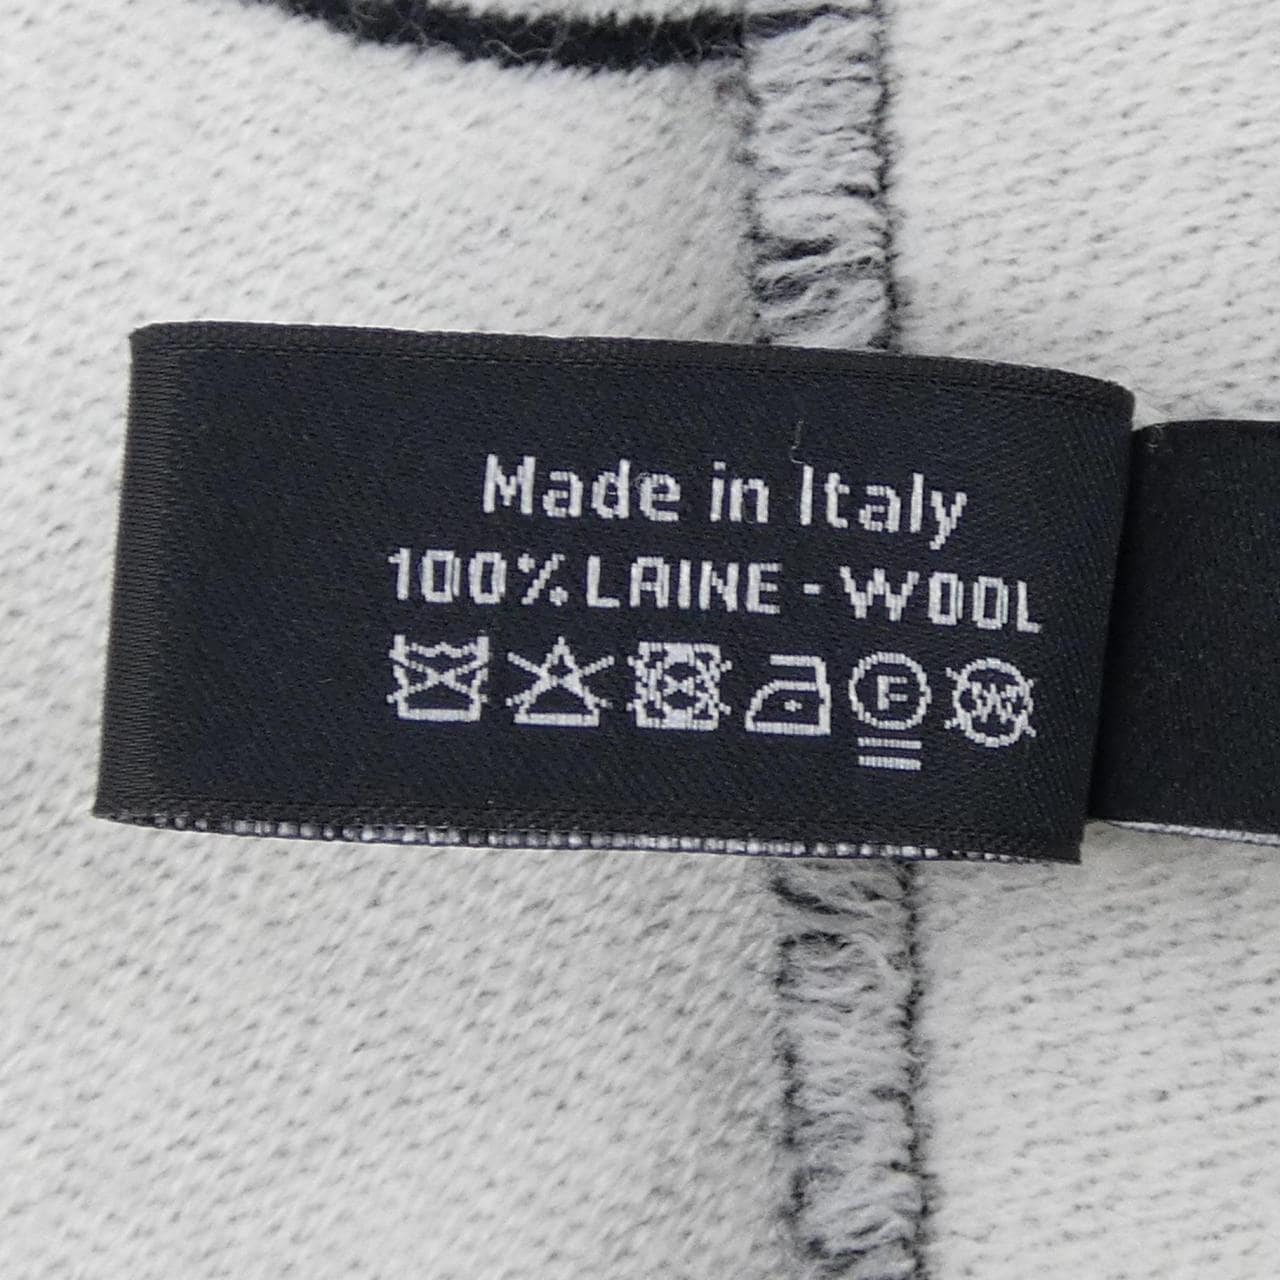 Made in Italy
100% LAINE - WOOL
F
W